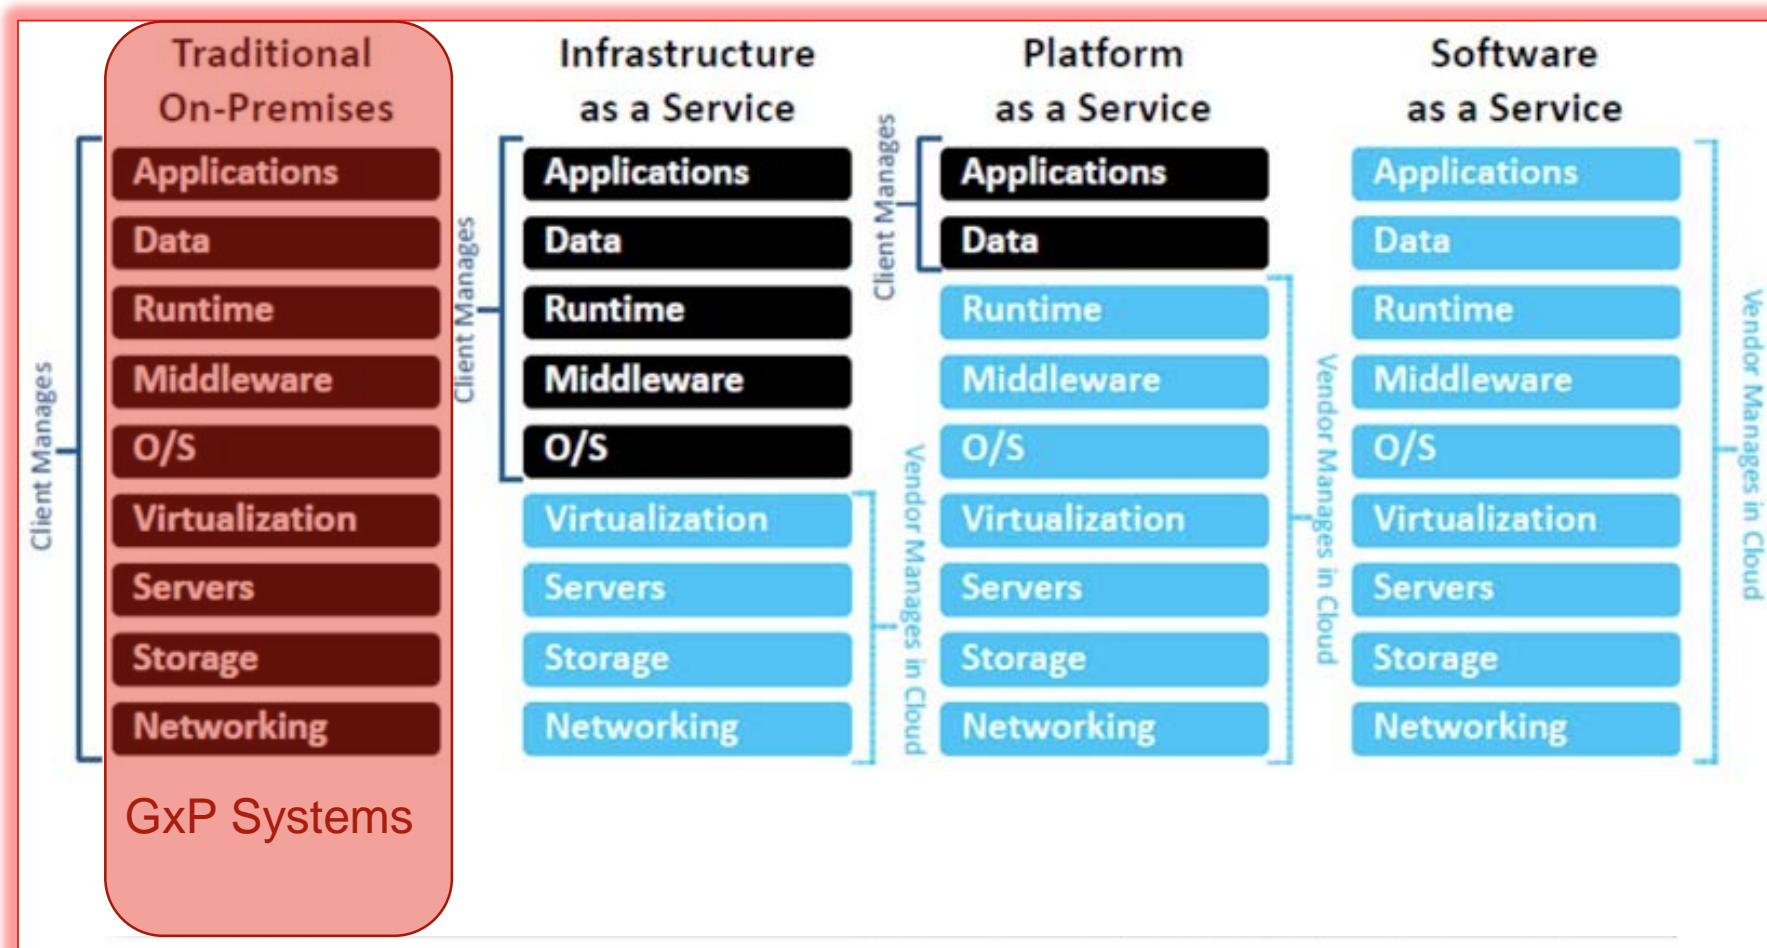 Traditional
On-Premises
Client Manages
Applications
Data
Runtime
Middleware
O/S
Virtualization
Servers
Storage
Networking
GxP Systems
Infrastructure
as a Service
Client Manages
Applications
Data
Runtime
Middleware
O/S
Virtualization
Servers
Storage
Networking
Vendor Manages in Cloud
Platform
as a Service
Client Manages
Applications
Data
Runtime
Middleware
O/S
Virtualization
Servers
Storage
Networking
Vendor Manages in Cloud
Software
as a Service
Applications
Data
Runtime
Middleware
O/S
Virtualization
Servers
Storage
Networking
Vendor Manages in Cloud